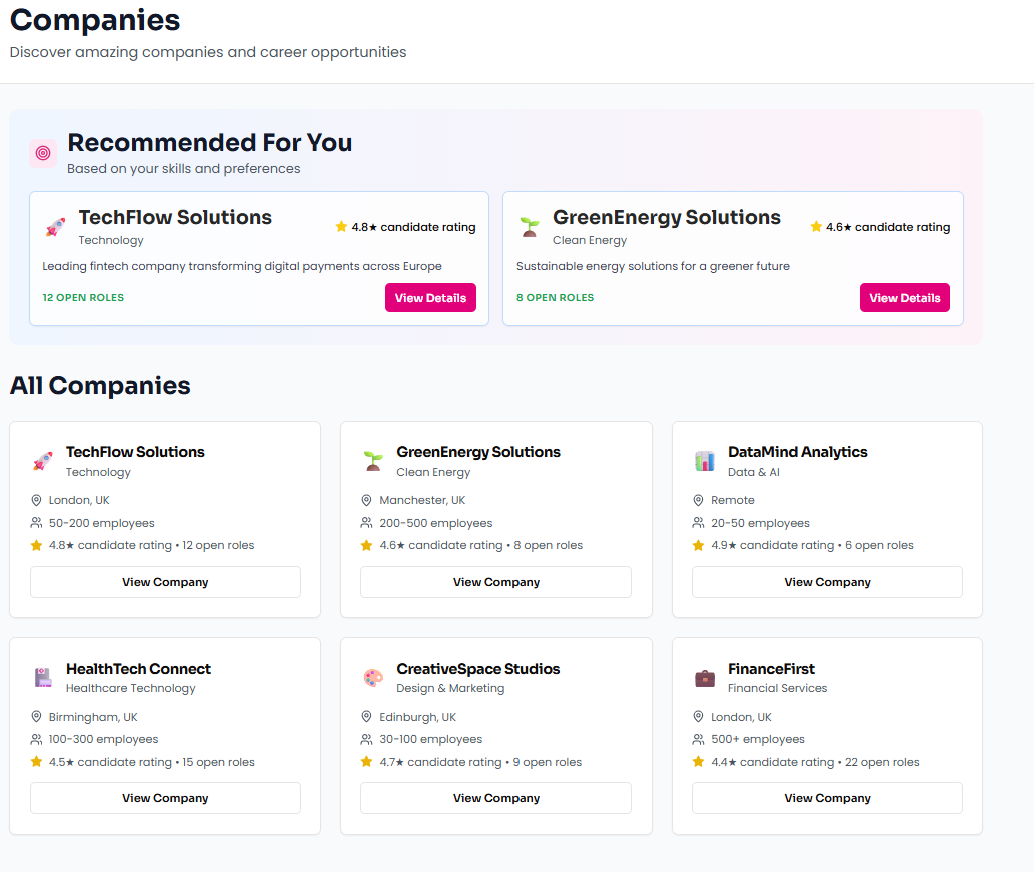 Companies
Discover amazing companies and career opportunities
Recommended For You
Based on your skills and preferences
TechFlow Solutions
Technology
4.8★ candidate rating
Leading fintech company transforming digital payments across Europe
12 OPEN ROLES
View Details
GreenEnergy Solutions
Clean Energy
4.6★ candidate rating
Sustainable energy solutions for a greener future
8 OPEN ROLES
View Details
All Companies
TechFlow Solutions
Technology
London, UK
50-200 employees
4.8★ candidate rating • 12 open roles
View Company
GreenEnergy Solutions
Clean Energy
Manchester, UK
200-500 employees
4.6★ candidate rating • 8 open roles
View Company
DataMind Analytics
Data & AI
Remote
20-50 employees
4.9★ candidate rating • 6 open roles
View Company
HealthTech Connect
Healthcare Technology
Birmingham, UK
100-300 employees
4.5★ candidate rating • 15 open roles
View Company
CreativeSpace Studios
Design & Marketing
Edinburgh, UK
30-100 employees
4.7★ candidate rating • 9 open roles
View Company
FinanceFirst
Financial Services
London, UK
500+ employees
4.4★ candidate rating • 22 open roles
View Company